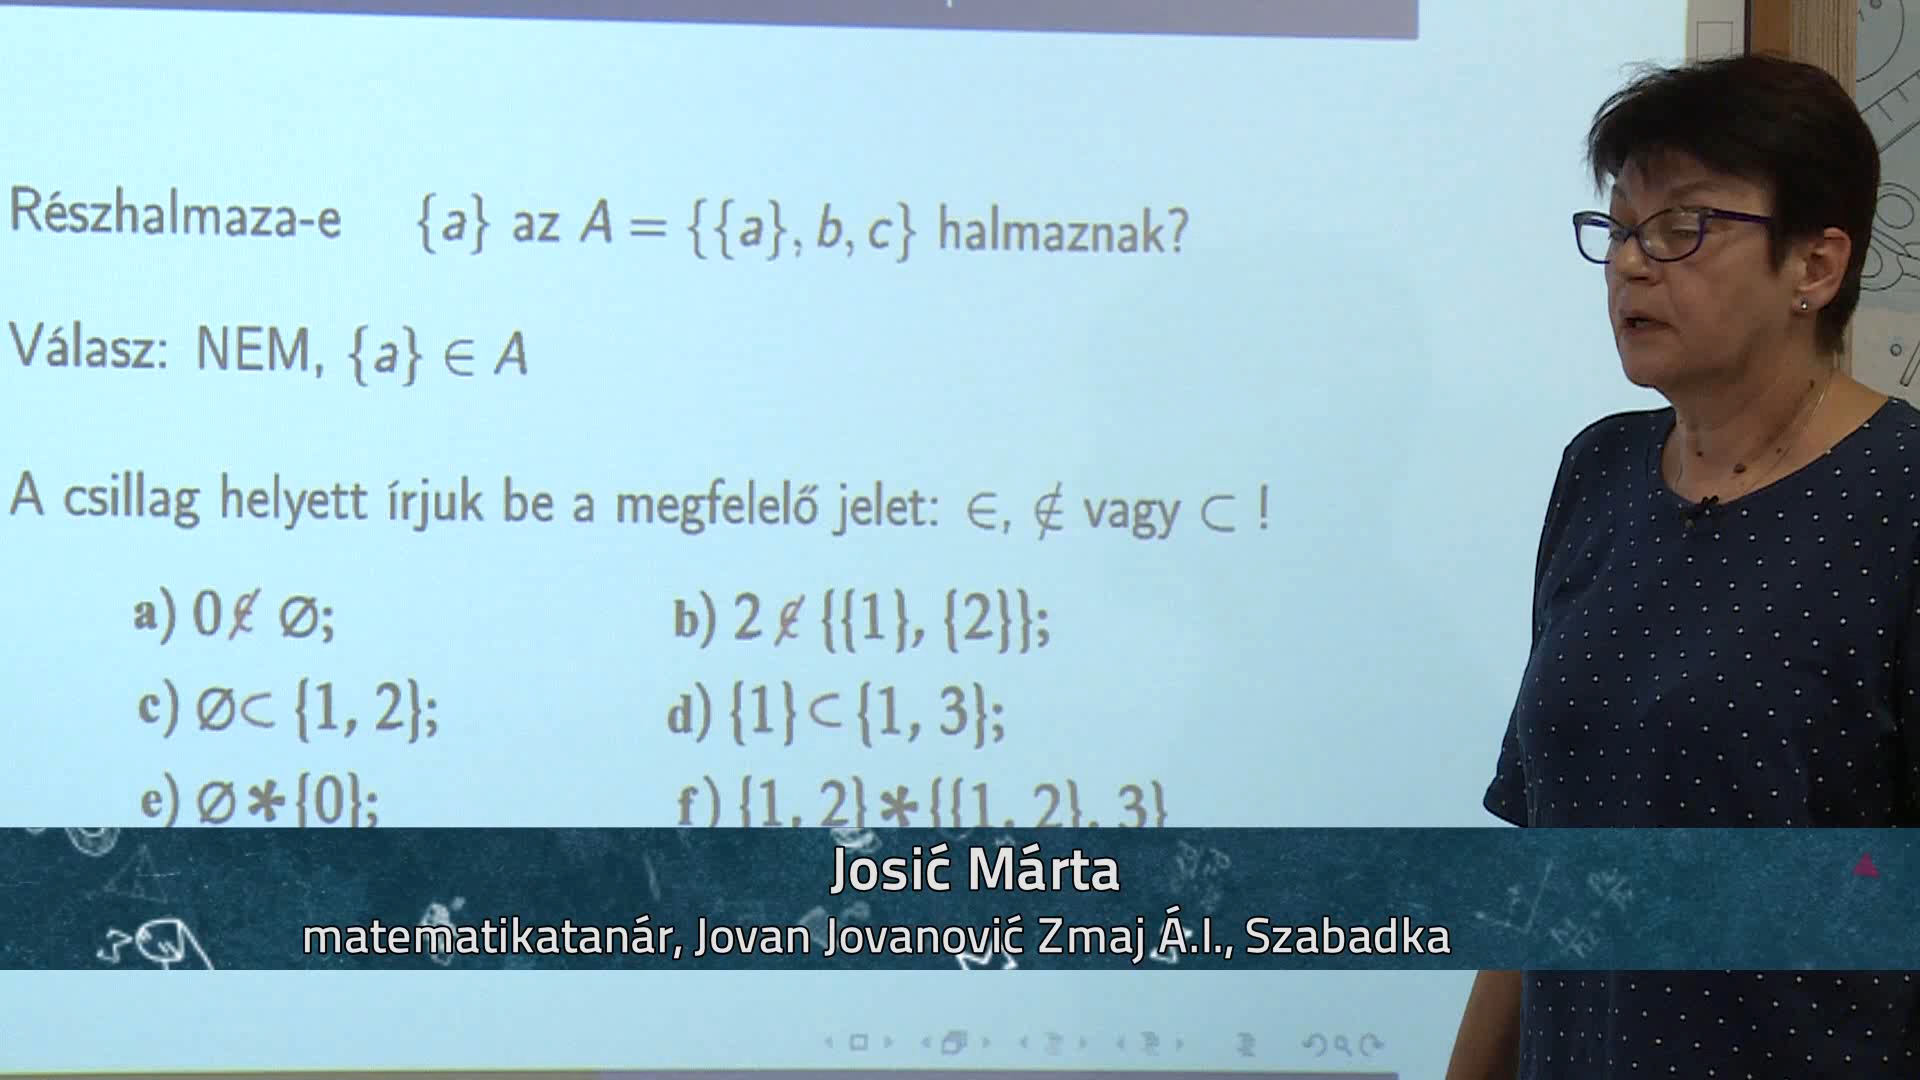 Részhalmaza-e {a} az A = {{a}, b, c} halmaznak?
Válasz: NEM, {a} ∈ A
A csillag helyett írjuk be a megfelelő jelet: ∈, ∉ vagy ⊂ !
a) 0 ∉ ∅; b) 2 ∉ {{1}, {2}};
c) ∅ ⊂ {1, 2}; d) {1} ⊂ {1, 3};
e) ∅ * {0}; f) {1, 2} * {{1, 2}, 3}
Josić Márta
matematikatanár, Jovan Jovanović Zmaj Á.I., Szabadka